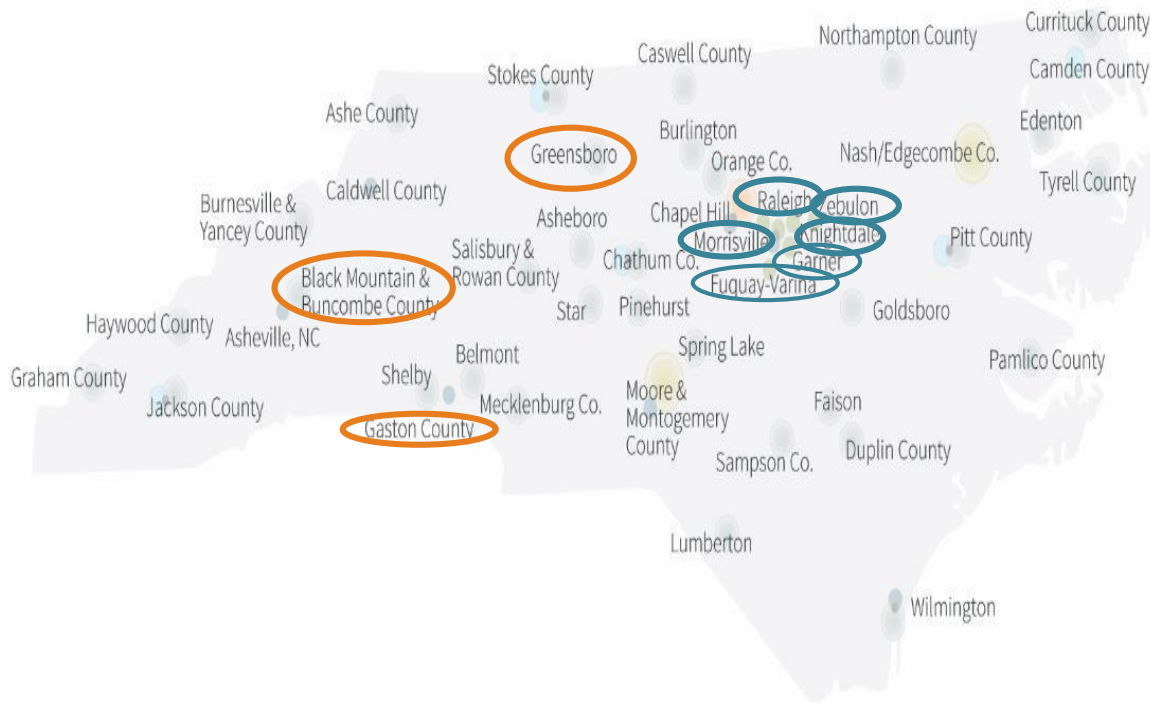 Currituck County
Northampton County
Caswell County
Camden County
Stokes County
Ashe County
Edenton
Burlington
Greensboro
Orange Co.
Nash/Edgecombe Co.
Tyrell County
Caldwell County
Raleigh
Zebulon
Burnesville &
Yancey County
Asheboro
Chapel Hill
Morrisville
Knightdale
Pitt County
Salisbury &
Rowan County
Chathum Co.
Garner
Black Mountain &
Buncombe County
Fuquay-Varina
Star
Pinehurst
Goldsboro
Haywood County
Asheville, NC
Spring Lake
Belmont
Pamlico County
Graham County
Shelby
Jackson County
Mecklenburg Co.
Moore &
Montogemery
County
Faison
Gaston County
Sampson Co.
Duplin County
Lumberton
Wilmington